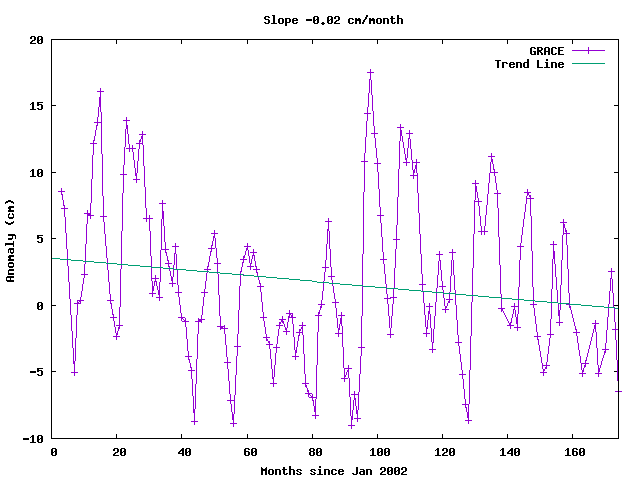 Slope -0.02 cm/month
GRACE
Trend Line
20
15
10
5
0
-5
-10
Anomaly (cm)
0 20 40 60 80 100 120 140 160
Months since Jan 2002